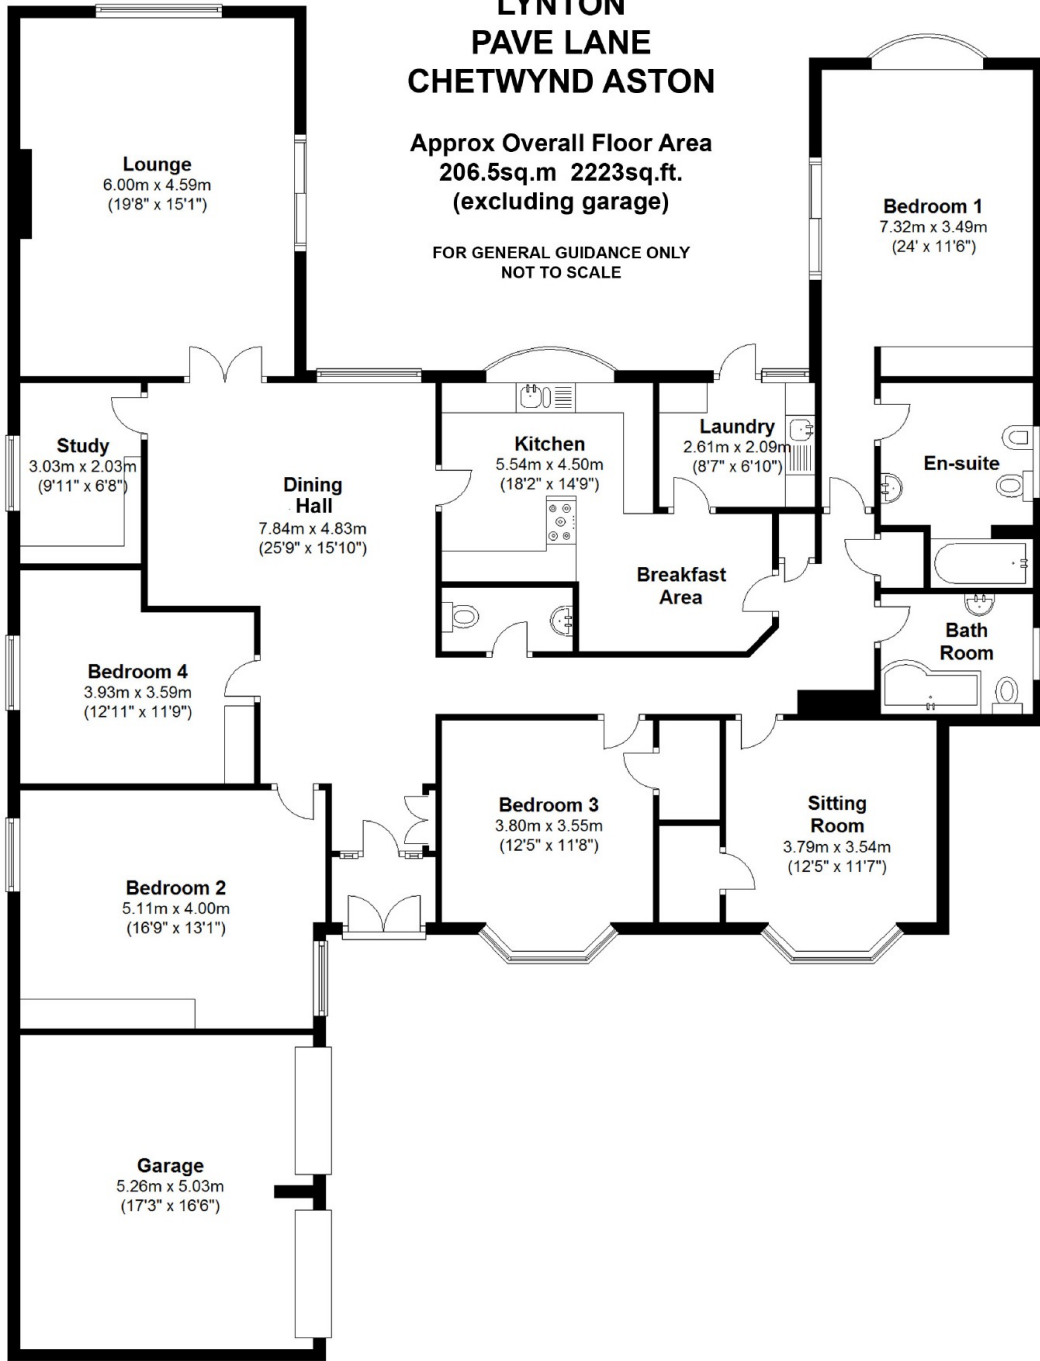 LYNTON
PAVE LANE
CHETWYND ASTON
Approx Overall Floor Area
206.5sq.m 2223sq.ft.
(excluding garage)
FOR GENERAL GUIDANCE ONLY
NOT TO SCALE
Lounge
6.00m x 4.59m
(19'8" x 15'1")
Bedroom 1
7.32m x 3.49m
(24' x 11'6")
Study
3.03m x 2.03m
(9'11" x 6'8")
Dining
Hall
7.84m x 4.83m
(25'9" x 15'10")
Kitchen
5.54m x 4.50m
(18'2" x 14'9")
Laundry
2.61m x 2.09m
(8'7" x 6'10")
En-suite
Breakfast
Area
Bath
Room
Bedroom 4
3.93m x 3.59m
(12'11" x 11'9")
Bedroom 3
3.80m x 3.55m
(12'5" x 11'8")
Sitting
Room
3.79m x 3.54m
(12'5" x 11'7")
Bedroom 2
5.11m x 4.00m
(16'9" x 13'1")
Garage
5.26m x 5.03m
(17'3" x 16'6")